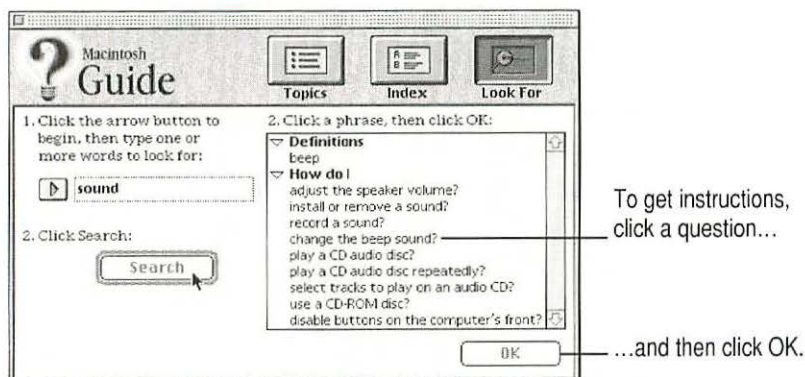 Macintosh
Guide
Topics
Index
Look For
1. Click the arrow button to
begin, then type one or
more words to look for:
sound
2. Click Search:
Search
2. Click a phrase, then click OK:
Definitions
beep
How do I
adjust the speaker volume?
install or remove a sound?
record a sound?
change the beep sound?
play a CD audio disc?
play a CD audio disc repeatedly?
select tracks to play on an audio CD?
use a CD-ROM disc?
disable buttons on the computer's front?
OK
To get instructions,
click a question…
…and then click OK.